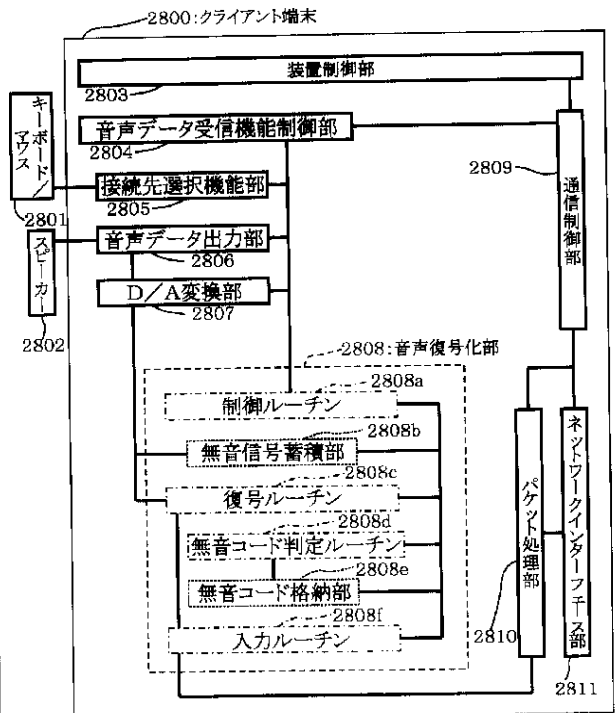 2800:クライアント端末
装置制御部
2803
キーボード/マウス
音声データ受信機能制御部
2804
2809
接続先選択機能部
2805
2801
通信制御部
スピーカー
音声データ出力部
2806
D/A変換部
2807
2802
2808:音声復号化部
2808a
制御ルーチン
2808b
無音信号蓄積部
2808c
復号ルーチン
2808d
無音コード判定ルーチン
2808e
無音コード格納部
2808f
入力ルーチン
パケット処理部
2810
ネットワークインターフェース部
2811